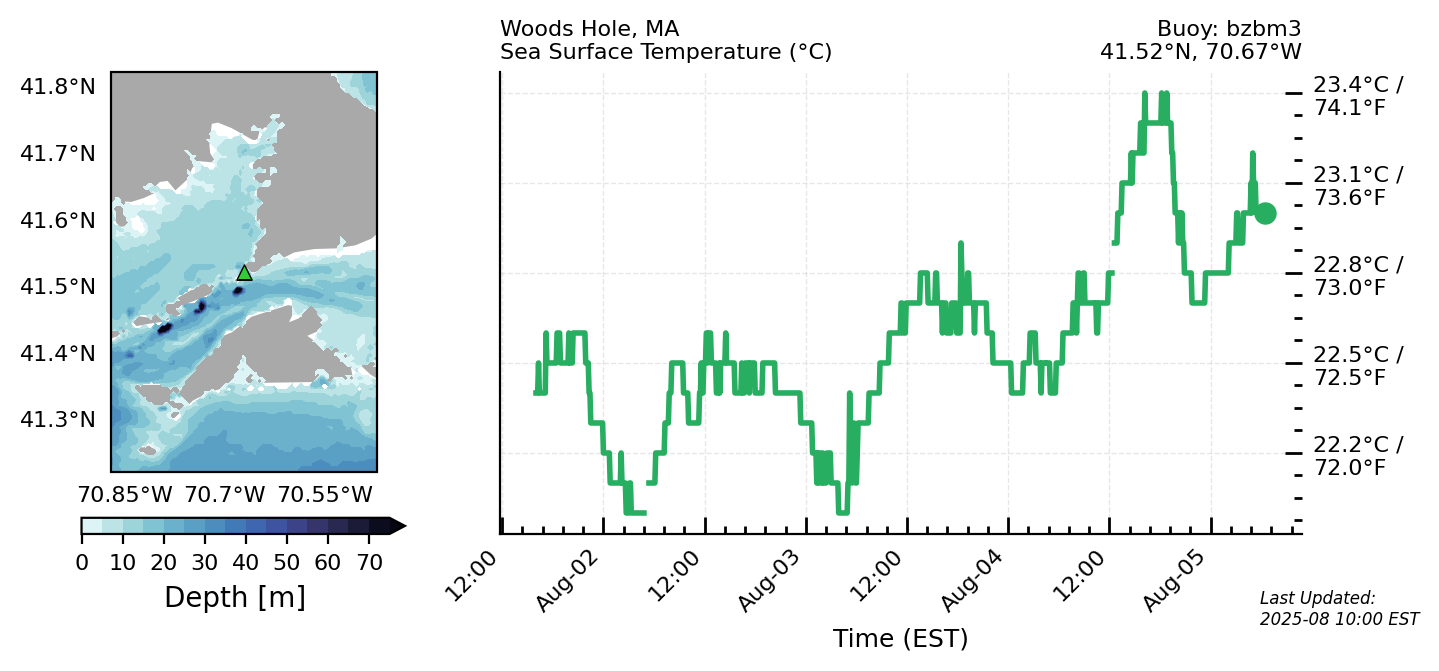 Woods Hole, MA
Sea Surface Temperature (°C)
Buoy: bzbm3
41.52°N, 70.67°W
41.8°N
41.7°N
41.6°N
41.5°N
41.4°N
41.3°N
70.85°W 70.7°W 70.55°W
0 10 20 30 40 50 60 70
Depth [m]
23.4°C /
74.1°F
23.1°C /
73.6°F
22.8°C /
73.0°F
22.5°C /
72.5°F
22.2°C /
72.0°F
12:00 Aug-02 12:00 Aug-03 12:00 Aug-04 12:00 Aug-05
Time (EST)
Last Updated:
2025-08 10:00 EST